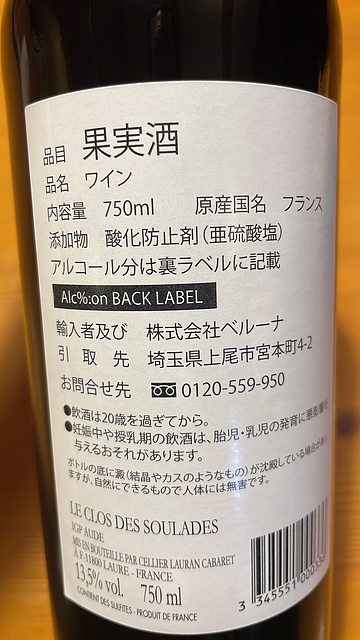 品目 果実酒
品名 ワイン
内容量 750ml 原産国名 フランス
添加物 酸化防止剤(亜硫酸塩)
アルコール分は裏ラベルに記載
Alc%:on BACK LABEL
輸入者及び 株式会社ベルーナ
引取先 埼玉県上尾市宮本町4-2
お問合せ先 0120-559-950
●飲酒は20歳を過ぎてから。
●妊娠中や授乳期の飲酒は、胎児・乳児の発育に悪影響を
与えるおそれがあります。
ボトルの底に澱(結晶やカスのようなもの)が沈殿している場合が
ますが、自然にできるもので人体には無害です。
LE CLOS DES SOULADES
IGP AUDE
MIS EN BOUTEILLE PAR CELLIER LAURAN CABARET
À F-11800 LAURE - FRANCE
13,5% vol. 750 ml
CONTIENT DES SULFITES - PRODUIT DE FRANCE
3 345551 0003